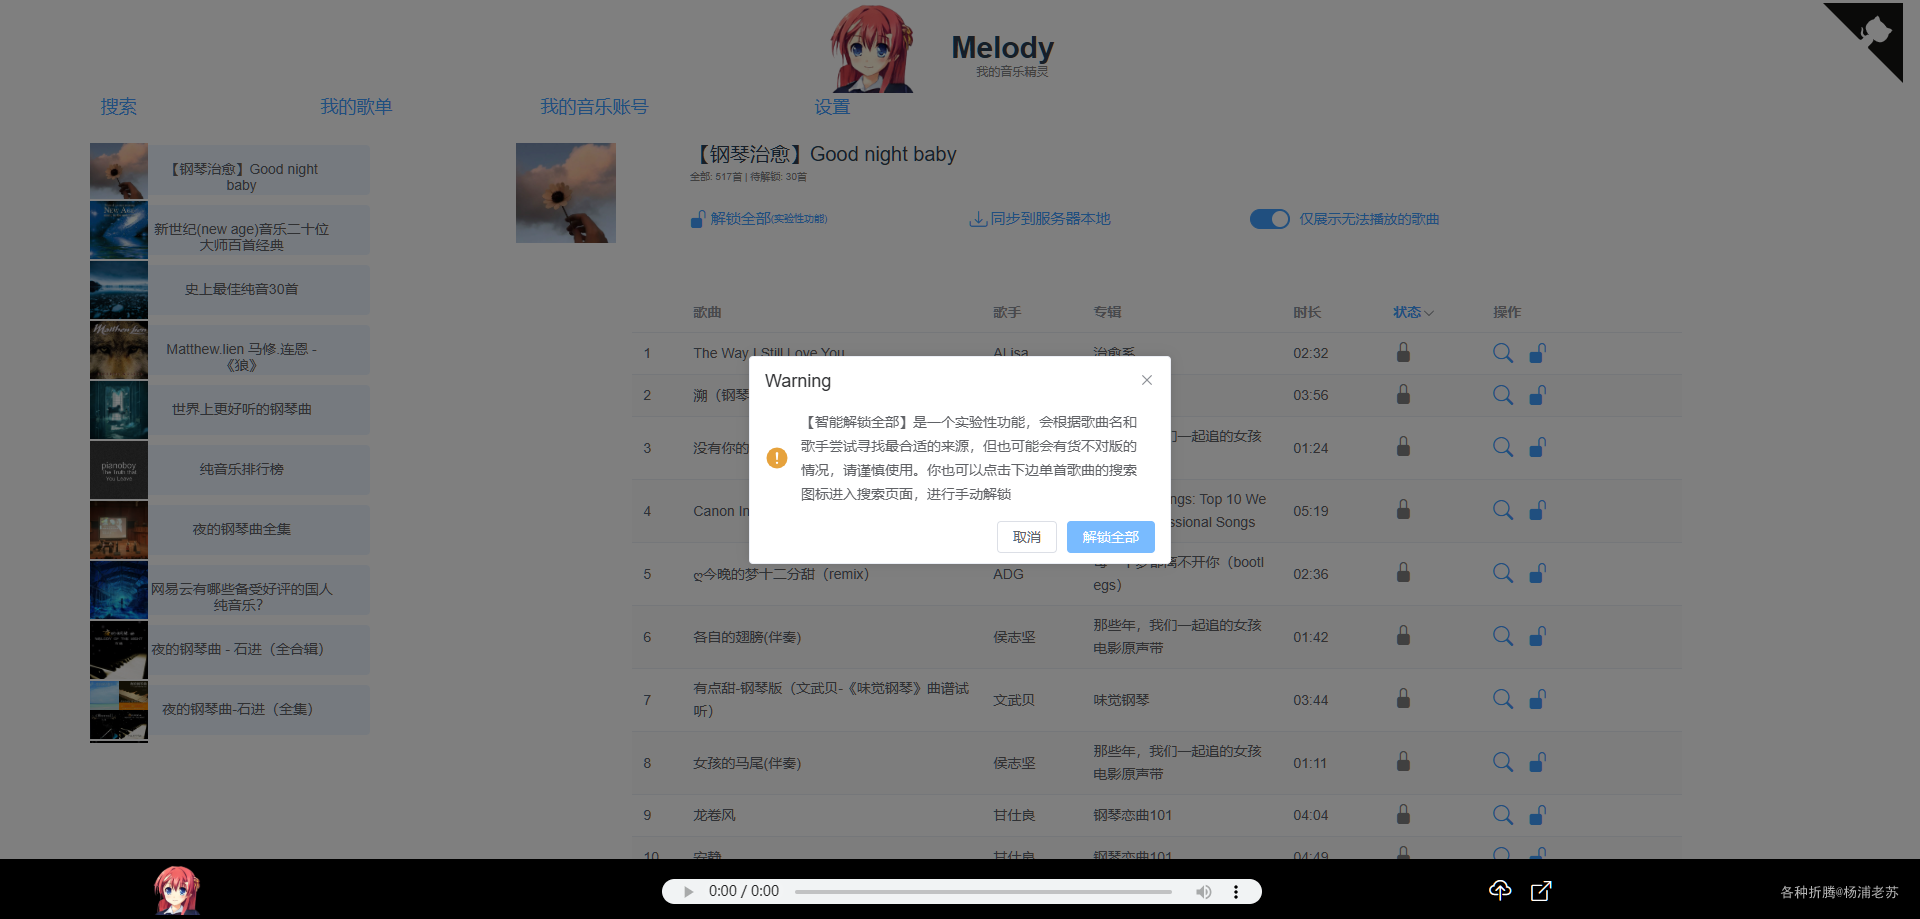 Melody
我的音乐精灵
搜索
我的歌单
我的音乐账号
设置
【钢琴治愈】Good night
baby
新世纪(new age)音乐二十位
大师百首经典
史上最佳纯音30首
Matthew.lien 马修.连恩 -
《狼》
世界上更好听的钢琴曲
pianoboy
The truth that
You Leave
纯音乐排行榜
夜的钢琴曲全集
网易云有哪些备受好评的国人
纯音乐?
夜的钢琴曲 - 石进（全合辑）
夜的钢琴曲-石进（全集）
【钢琴治愈】Good night baby
全部: 517首 | 待解锁: 30首
解锁全部(实验性功能)
同步到服务器本地
仅展示无法播放的歌曲
歌曲 歌手 专辑 时长 状态 操作
1 The Way I Still Love You ALisa 治愈系 02:32
2 溯（钢琴 03:56
3 没有你的 们一起追的女孩 01:24
4 Canon In ngs: Top 10 We
ssional Songs 05:19
5 ღ今晚的梦十二分甜（remix） ADG 每一个梦都离不开你（bootl
egs） 02:36
6 各自的翅膀(伴奏) 侯志坚 那些年，我们一起追的女孩
电影原声带 01:42
7 有点甜-钢琴版（文武贝-《味觉钢琴》曲谱试
听） 文武贝 味觉钢琴 03:44
8 女孩的马尾(伴奏) 侯志坚 那些年，我们一起追的女孩
电影原声带 01:11
9 龙卷风 甘仕良 钢琴恋曲101 04:04
10 安静 甘仕良 钢琴恋曲101 04:49
Warning
【智能解锁全部】是一个实验性功能，会根据歌曲名和
歌手尝试寻找最合适的来源，但也可能会有货不对版的
情况，请谨慎使用。你也可以点击下边单首歌曲的搜索
图标进入搜索页面，进行手动解锁
取消
解锁全部
0:00 / 0:00
各种折腾@杨浦老苏